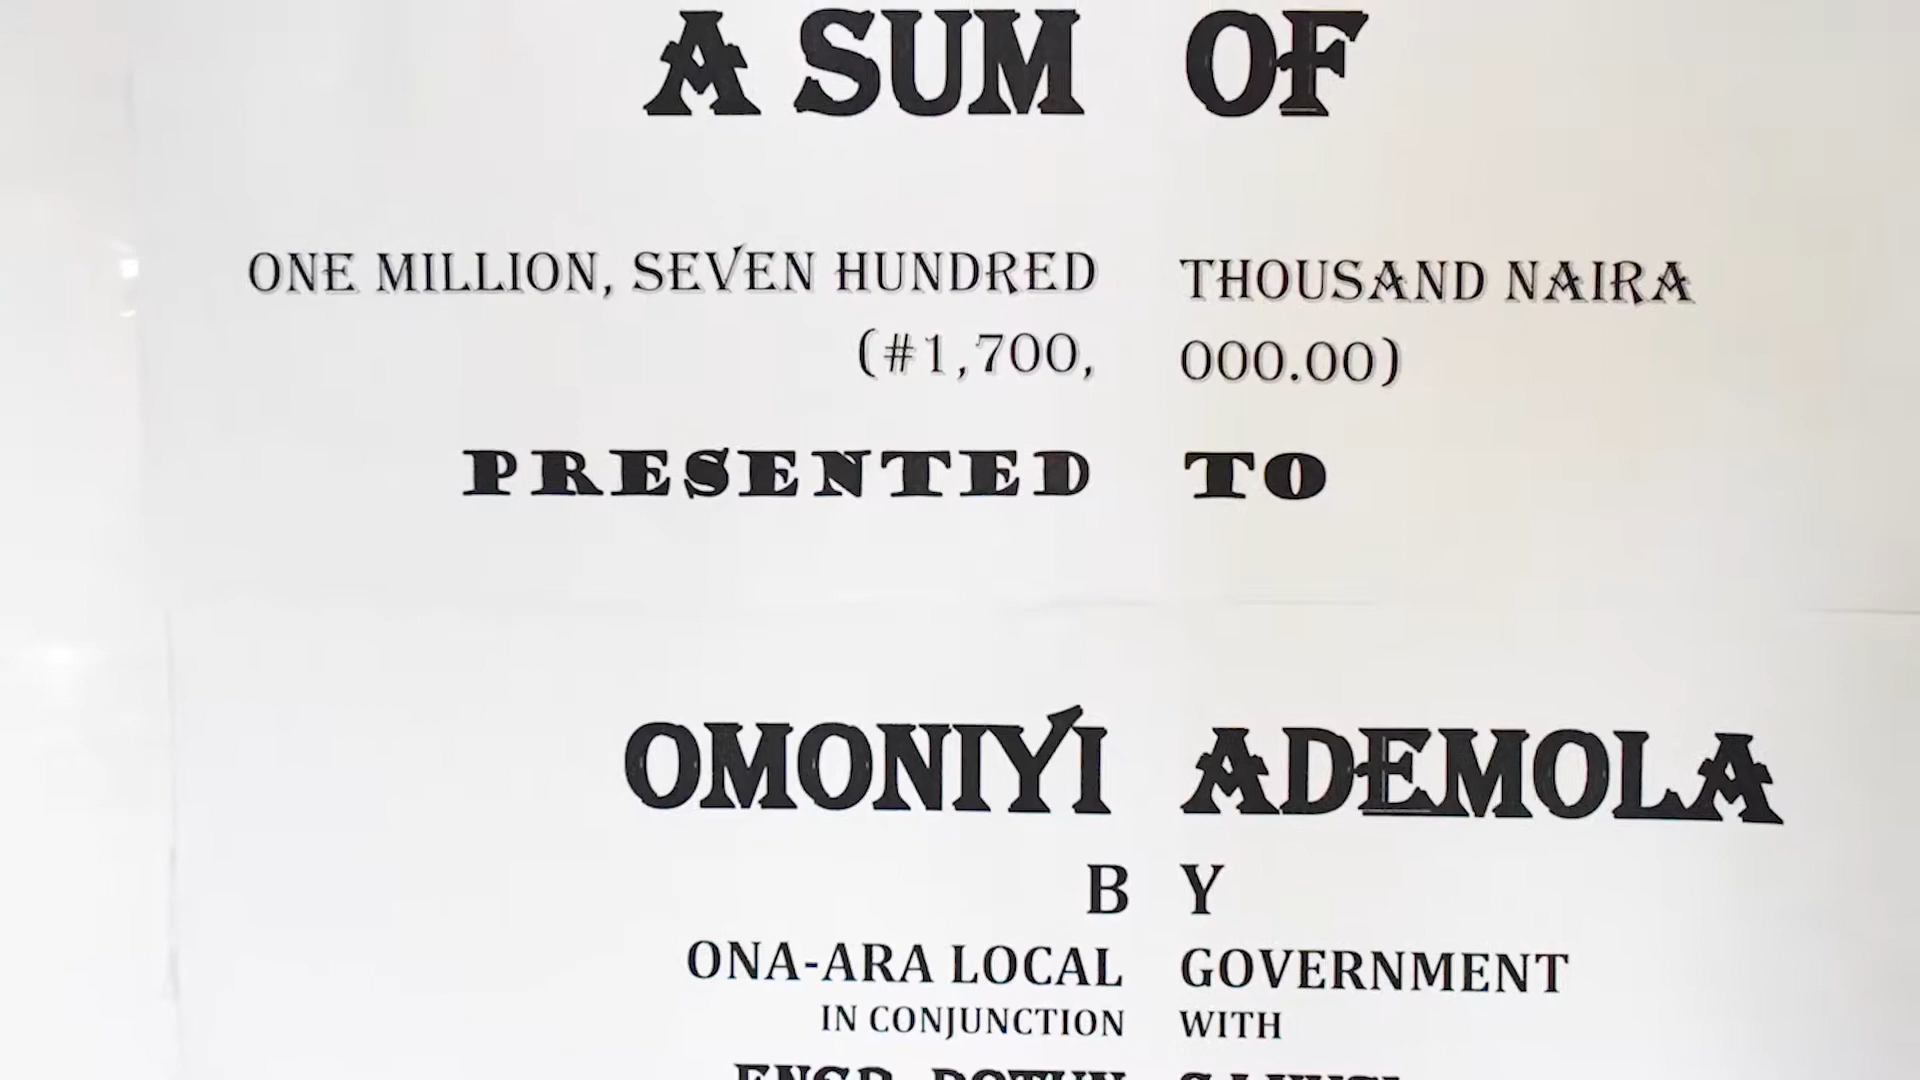 A SUM OF
ONE MILLION, SEVEN HUNDRED THOUSAND NAIRA
(#1,700, 000.00)
PRESENTED TO
OMONIYI ADEMOLA
B Y
ONA-ARA LOCAL GOVERNMENT
IN CONJUNCTION WITH